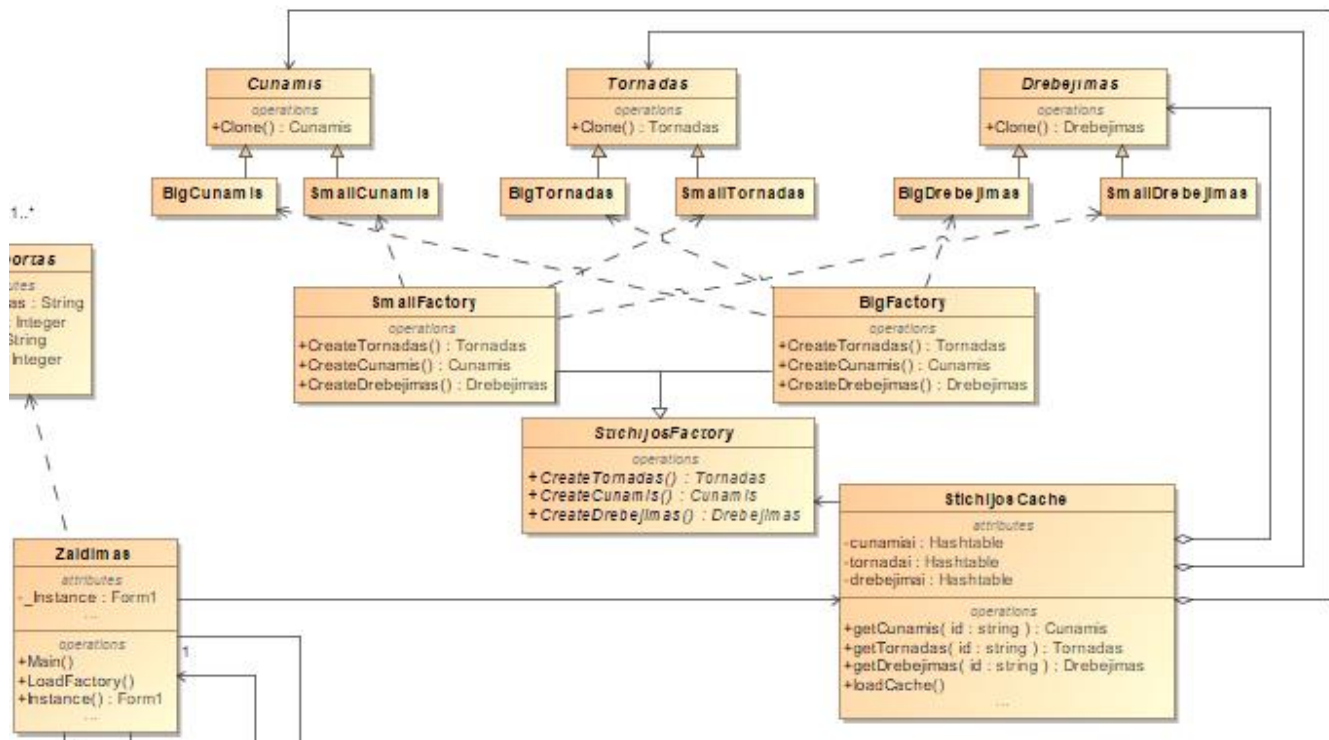 Cunamis
operations
+Clone() : Cunamis
Tornadas
operations
+Clone() : Tornadas
Drebejimas
operations
+Clone() : Drebejimas
BigCunamis
SmallCunamis
BigTornadas
SmallTornadas
BigDrebejimas
SmallDrebejimas
1..*
portas
utes
as : String
: Integer
String
Integer
SmallFactory
operations
+CreateTornadas() : Tornadas
+CreateCunamis() : Cunamis
+CreateDrebejimas() : Drebejimas
BigFactory
operations
+CreateTornadas() : Tornadas
+CreateCunamis() : Cunamis
+CreateDrebejimas() : Drebejimas
StichijosFactory
operations
+CreateTornadas() : Tornadas
+CreateCunamis() : Cunamis
+CreateDrebejimas() : Drebejimas
StichijosCache
attributes
-cunamiai : Hashtable
-tornadai : Hashtable
-drebejimai : Hashtable
operations
+getCunamis( id : string ) : Cunamis
+getTornadas( id : string ) : Tornadas
+getDrebejimas( id : string ) : Drebejimas
+loadCache()
...
Zaidimas
attributes
-_Instance : Form1
...
operations
+Main()
+LoadFactory()
+Instance() : Form1
...
1